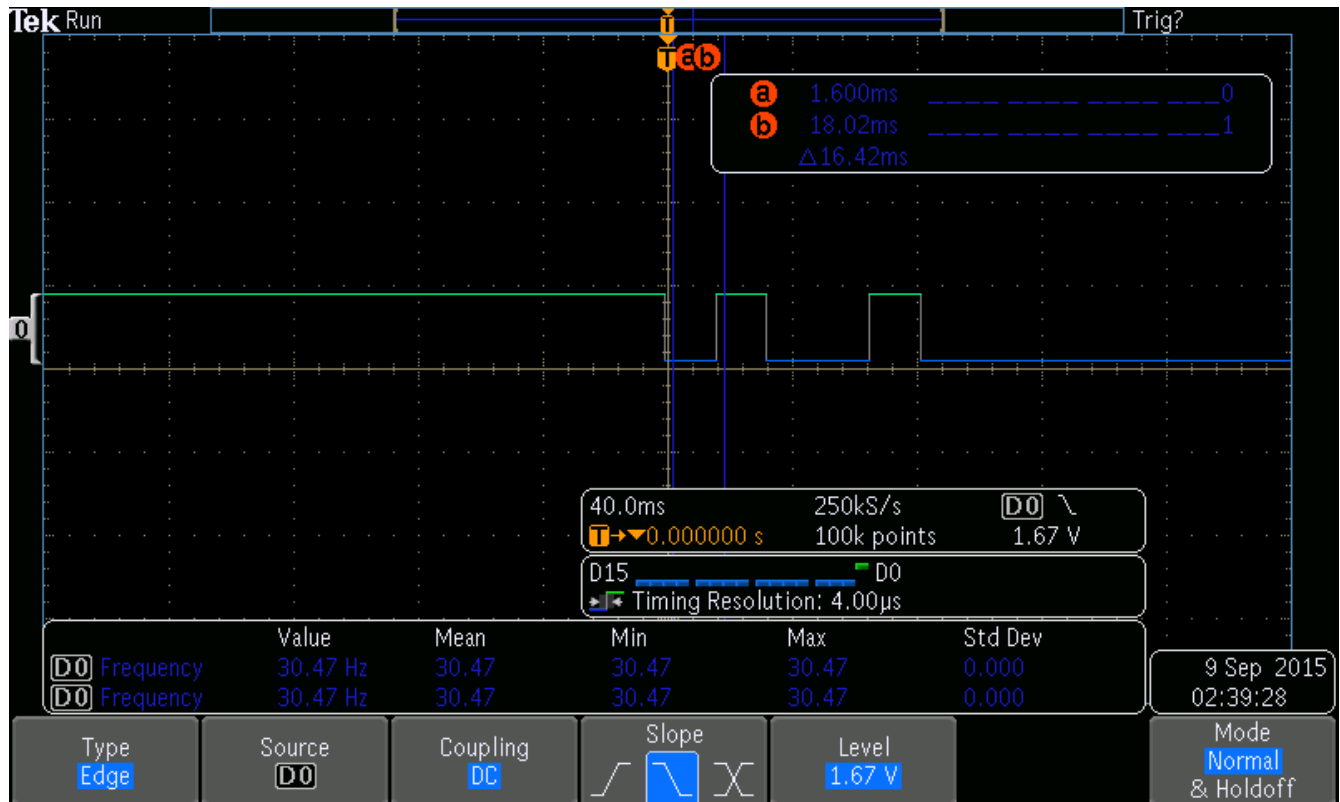 Tek Run Trig?
T
T a b
a 1.600ms ____ ____ ____ ___0
b 18.02ms ____ ____ ____ ___1
△16.42ms
0
40.0ms 250kS/s D0 \
T→▼0.000000 s 100k points 1.67 V
D15 D0
Timing Resolution: 4.00µs
Value Mean Min Max Std Dev
D0 Frequency 30.47 Hz 30.47 30.47 30.47 0.000
D0 Frequency 30.47 Hz 30.47 30.47 30.47 0.000
9 Sep 2015
02:39:28
Type
Edge
Source
D0
Coupling
DC
Slope
Level
1.67 V
Mode
Normal
& Holdoff